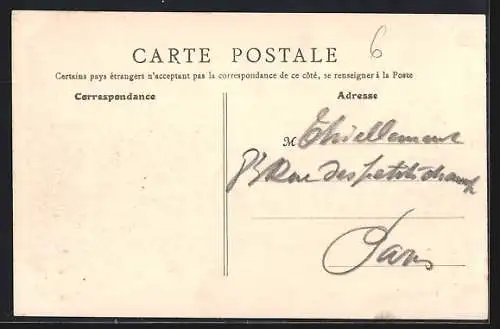 6
CARTE POSTALE
Certains pays étrangers n'acceptant pas la correspondance de ce côté, se renseigner à la Poste
Correspondance
Adresse
M Thiellement
Rue des petits champs
Paris